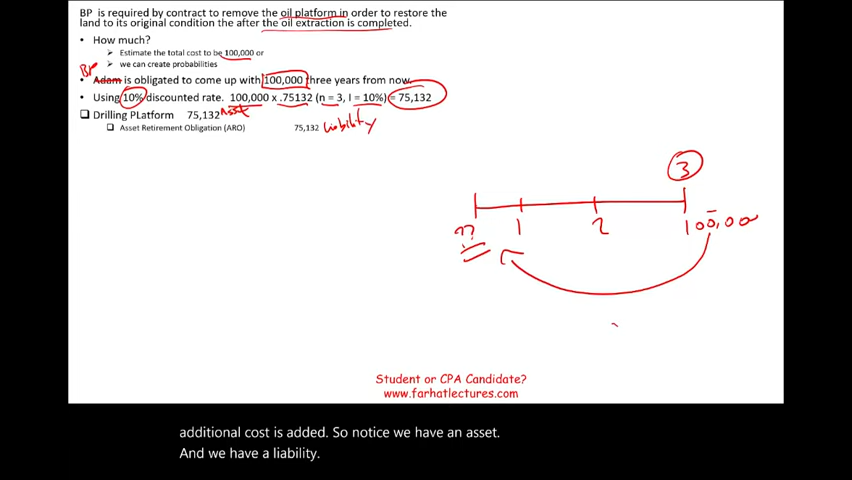 BP is required by contract to remove the oil platform in order to restore the
land to its original condition the after the oil extraction is completed.
• How much?
➢ Estimate the total cost to be 100,000 or
➢ we can create probabilities
BP
• Adam is obligated to come up with 100,000 three years from now.
• Using 10% discounted rate. 100,000 x .75132 (n = 3, I = 10%) = 75,132
❑ Drilling PLatform 75,132 Asset
❑ Asset Retirement Obligation (ARO) 75,132 Liability
3
?? 1 2 100,00
Student or CPA Candidate?
www.farhatlectures.com
additional cost is added. So notice we have an asset.
And we have a liability.